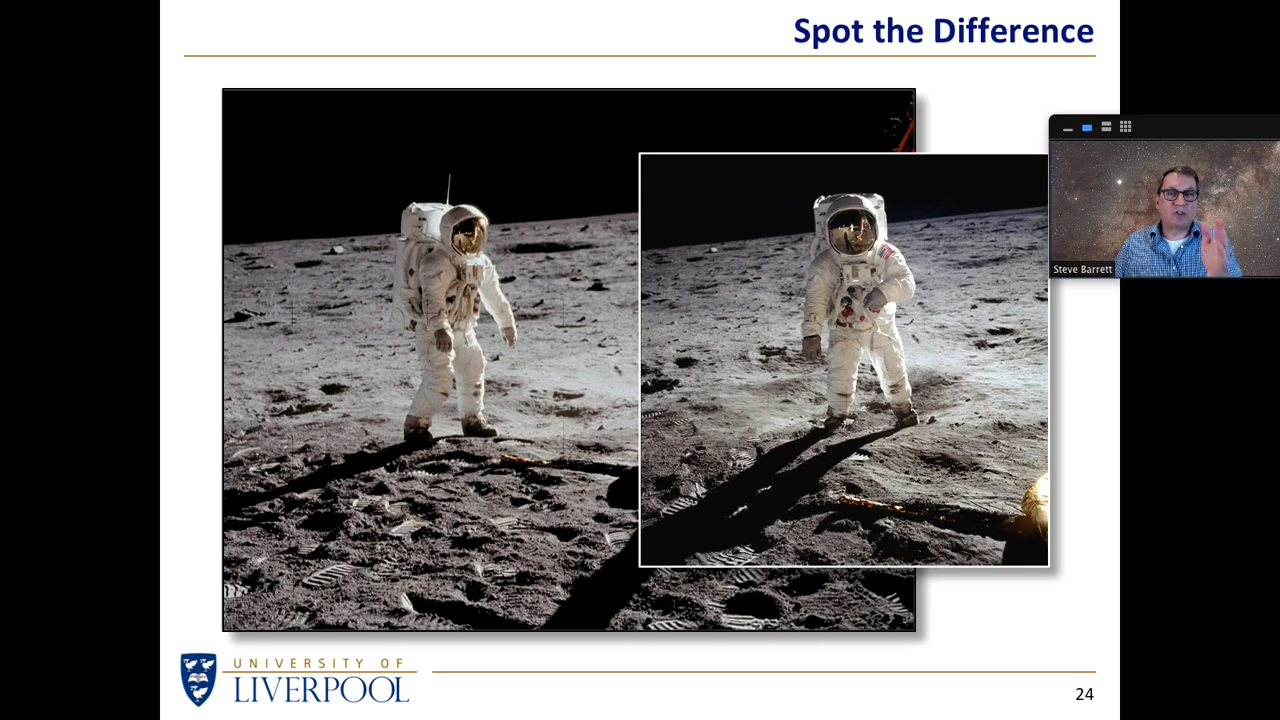 Spot the Difference
Steve Barrett
UNIVERSITY OF
LIVERPOOL
24